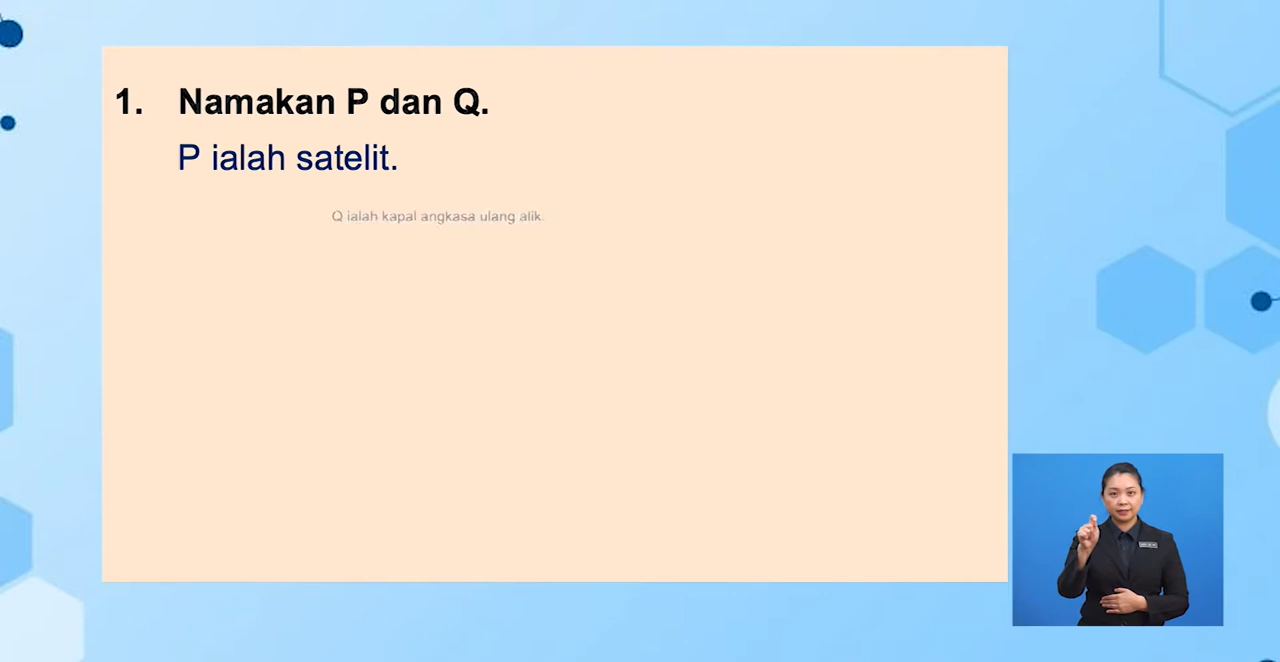 1. Namakan P dan Q.
P ialah satelit.
Q ialah kapal angkasa ulang alik.